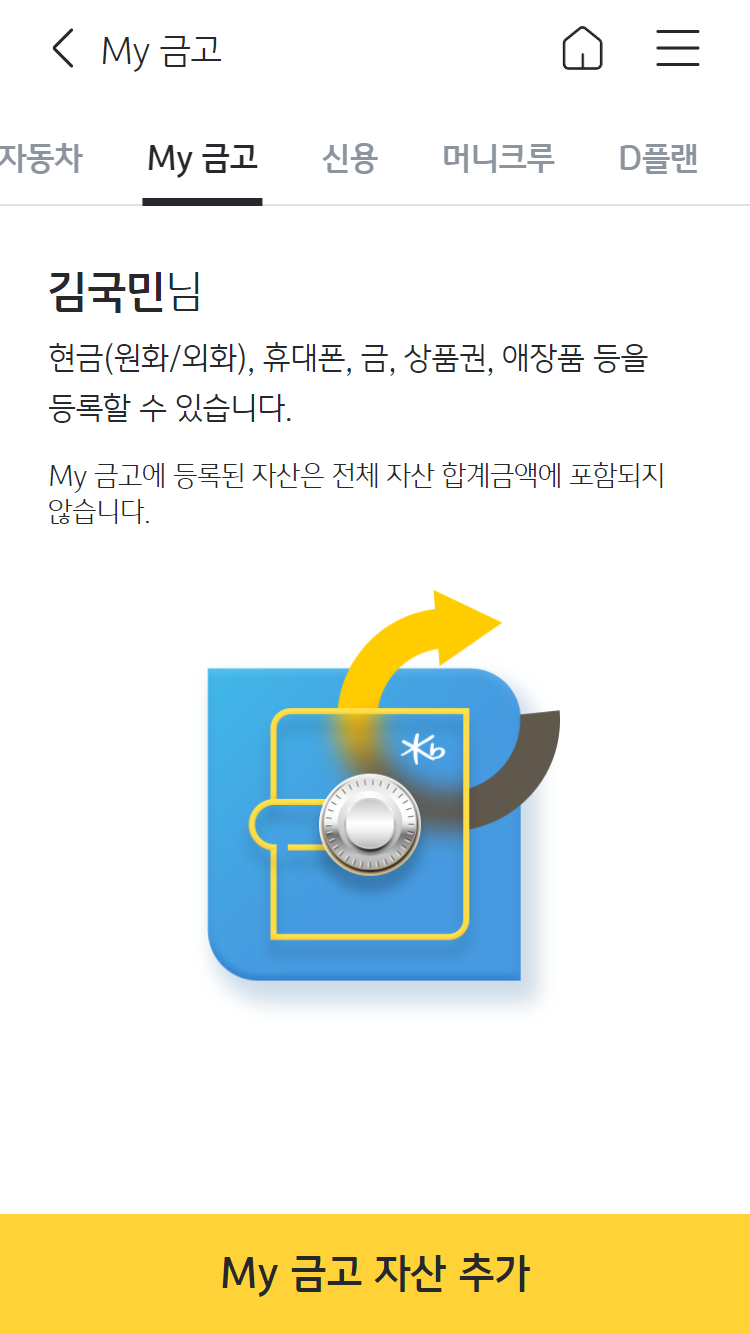 My 금고
자동차 My 금고 신용 머니크루 D플랜
김국민님
현금(원화/외화), 휴대폰, 금, 상품권, 애장품 등을
등록할 수 있습니다.
My 금고에 등록된 자산은 전체 자산 합계금액에 포함되지
않습니다.
b
My 금고 자산 추가